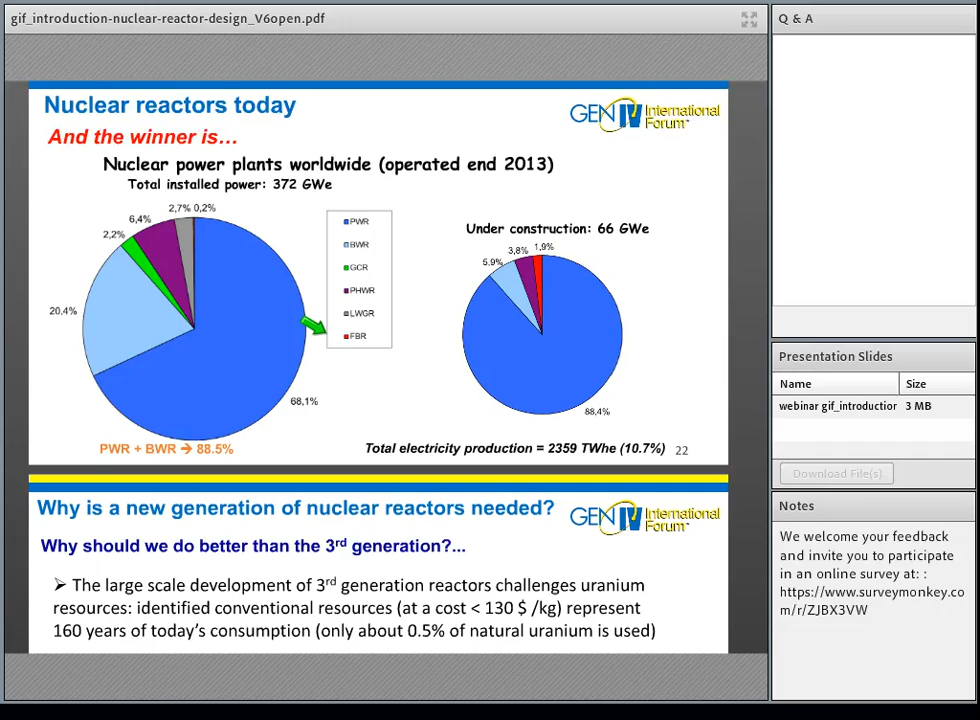 gif_introduction-nuclear-reactor-design_V6open.pdf
Nuclear reactors today
GEN IV International Forum™
And the winner is…
Nuclear power plants worldwide (operated end 2013)
Total installed power: 372 GWe
2,7% 0,2%
6,4%
2,2%
20,4%
68,1%
PWR
BWR
GCR
PHWR
LWGR
FBR
Under construction: 66 GWe
1,9%
3,8%
5.9%
88,4%
PWR + BWR ➔ 88.5%
Total electricity production = 2359 TWhe (10.7%)
22
Why is a new generation of nuclear reactors needed?
GEN IV International Forum™
Why should we do better than the 3rd generation?...
➢ The large scale development of 3rd generation reactors challenges uranium
resources: identified conventional resources (at a cost < 130 $ /kg) represent
160 years of today's consumption (only about 0.5% of natural uranium is used)
Q & A
Presentation Slides
Name Size
webinar gif_introductior 3 MB
Download File(s)
Notes
We welcome your feedback
and invite you to participate
in an online survey at: :
https://www.surveymonkey.co
m/r/ZJBX3VW